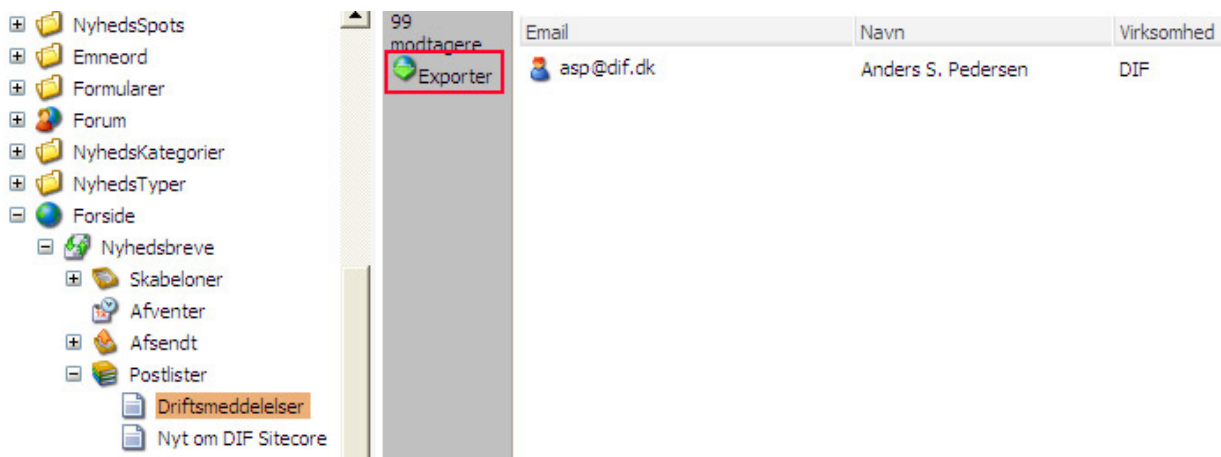 NyhedsSpots
Emneord
Formularer
Forum
NyhedsKategorier
NyhedsTyper
Forside
Nyhedsbreve
Skabeloner
Afventer
Afsendt
Postlister
Driftsmeddelelser
Nyt om DIF Sitecore
99
modtagere
Exporter
Email Navn Virksomhed
asp@dif.dk Anders S. Pedersen DIF